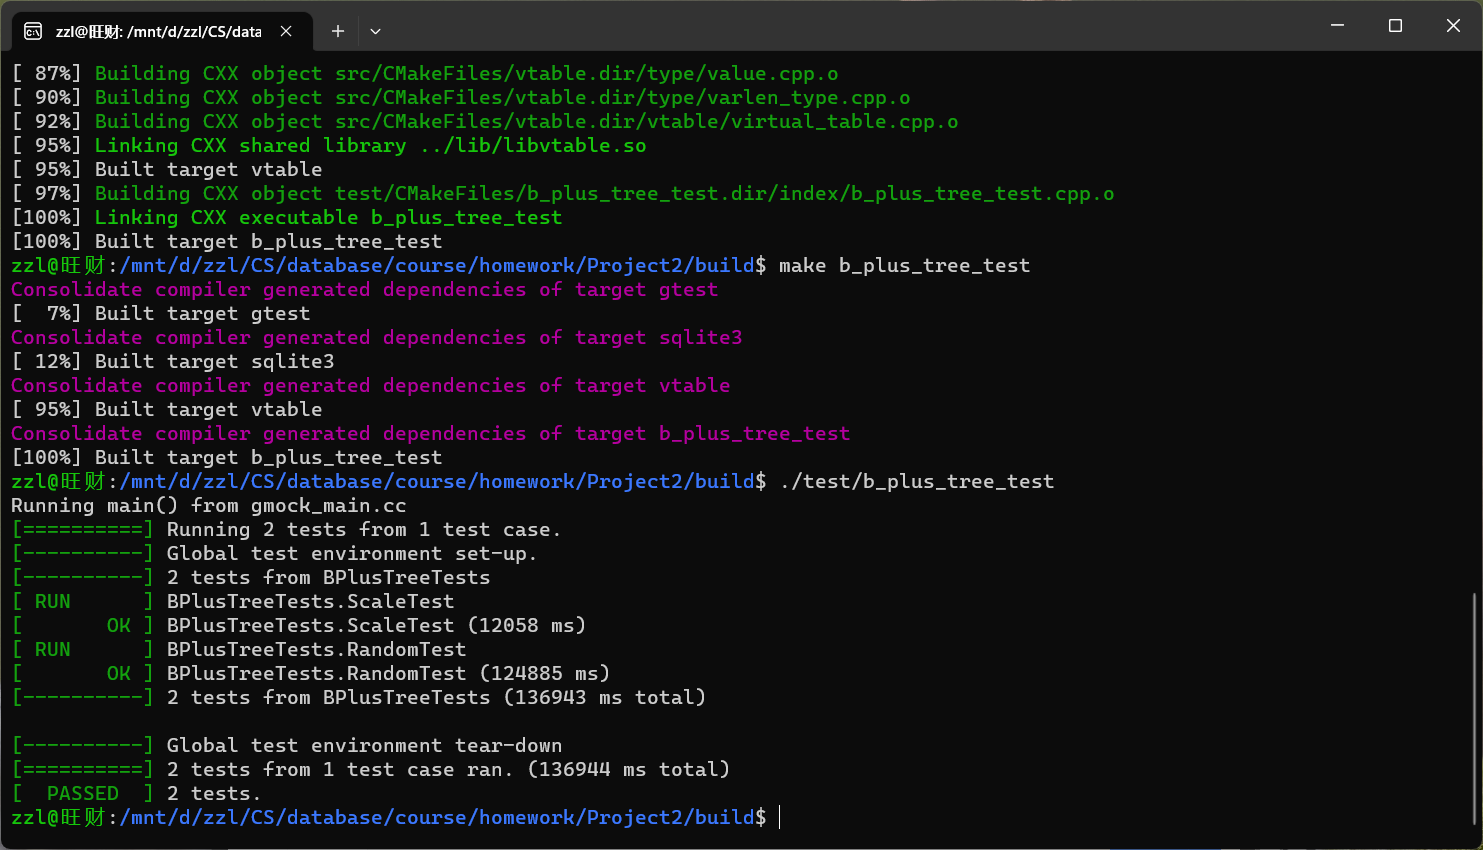 zzl@旺财: /mnt/d/zzl/CS/data
[ 87%] Building CXX object src/CMakeFiles/vtable.dir/type/value.cpp.o
[ 90%] Building CXX object src/CMakeFiles/vtable.dir/type/varlen_type.cpp.o
[ 92%] Building CXX object src/CMakeFiles/vtable.dir/vtable/virtual_table.cpp.o
[ 95%] Linking CXX shared library ../lib/libvtable.so
[ 95%] Built target vtable
[ 97%] Building CXX object test/CMakeFiles/b_plus_tree_test.dir/index/b_plus_tree_test.cpp.o
[100%] Linking CXX executable b_plus_tree_test
[100%] Built target b_plus_tree_test
zzl@旺财:/mnt/d/zzl/CS/database/course/homework/Project2/build$ make b_plus_tree_test
Consolidate compiler generated dependencies of target gtest
[  7%] Built target gtest
Consolidate compiler generated dependencies of target sqlite3
[ 12%] Built target sqlite3
Consolidate compiler generated dependencies of target vtable
[ 95%] Built target vtable
Consolidate compiler generated dependencies of target b_plus_tree_test
[100%] Built target b_plus_tree_test
zzl@旺财:/mnt/d/zzl/CS/database/course/homework/Project2/build$ ./test/b_plus_tree_test
Running main() from gmock_main.cc
[==========] Running 2 tests from 1 test case.
[----------] Global test environment set-up.
[----------] 2 tests from BPlusTreeTests
[ RUN      ] BPlusTreeTests.ScaleTest
[       OK ] BPlusTreeTests.ScaleTest (12058 ms)
[ RUN      ] BPlusTreeTests.RandomTest
[       OK ] BPlusTreeTests.RandomTest (124885 ms)
[----------] 2 tests from BPlusTreeTests (136943 ms total)

[----------] Global test environment tear-down
[==========] 2 tests from 1 test case ran. (136944 ms total)
[  PASSED  ] 2 tests.
zzl@旺财:/mnt/d/zzl/CS/database/course/homework/Project2/build$